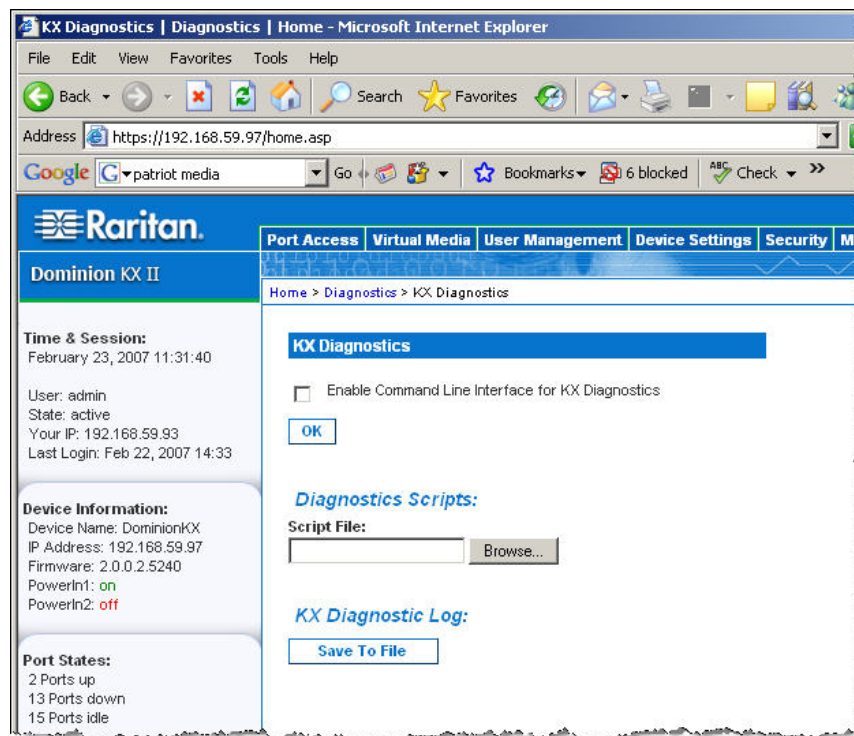 KX Diagnostics | Diagnostics | Home - Microsoft Internet Explorer
File Edit View Favorites Tools Help
Back Search Favorites
Address https://192.168.59.97/home.asp
Google G patriot media Go Bookmarks 6 blocked ABC Check »
Raritan.
Port Access Virtual Media User Management Device Settings Security M
Dominion KX II
Home > Diagnostics > KX Diagnostics
Time & Session:
February 23, 2007 11:31:40
User: admin
State: active
Your IP: 192.168.59.93
Last Login: Feb 22, 2007 14:33
Device Information:
Device Name: DominionKX
IP Address: 192.168.59.97
Firmware: 2.0.0.2.5240
PowerIn1: on
PowerIn2: off
Port States:
2 Ports up
13 Ports down
15 Ports idle
KX Diagnostics
Enable Command Line Interface for KX Diagnostics
OK
Diagnostics Scripts:
Script File:
Browse...
KX Diagnostic Log:
Save To File